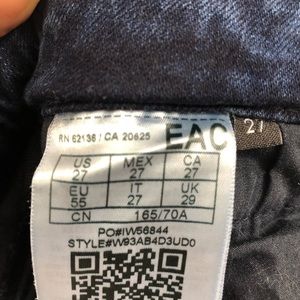 RN 62136 / CA 20625
EAC
27
US MEX CA
27 27 27
EU IT UK
55 27 29
CN 165/70A
PO#IW56844
STYLE#W93AB4D3UD0